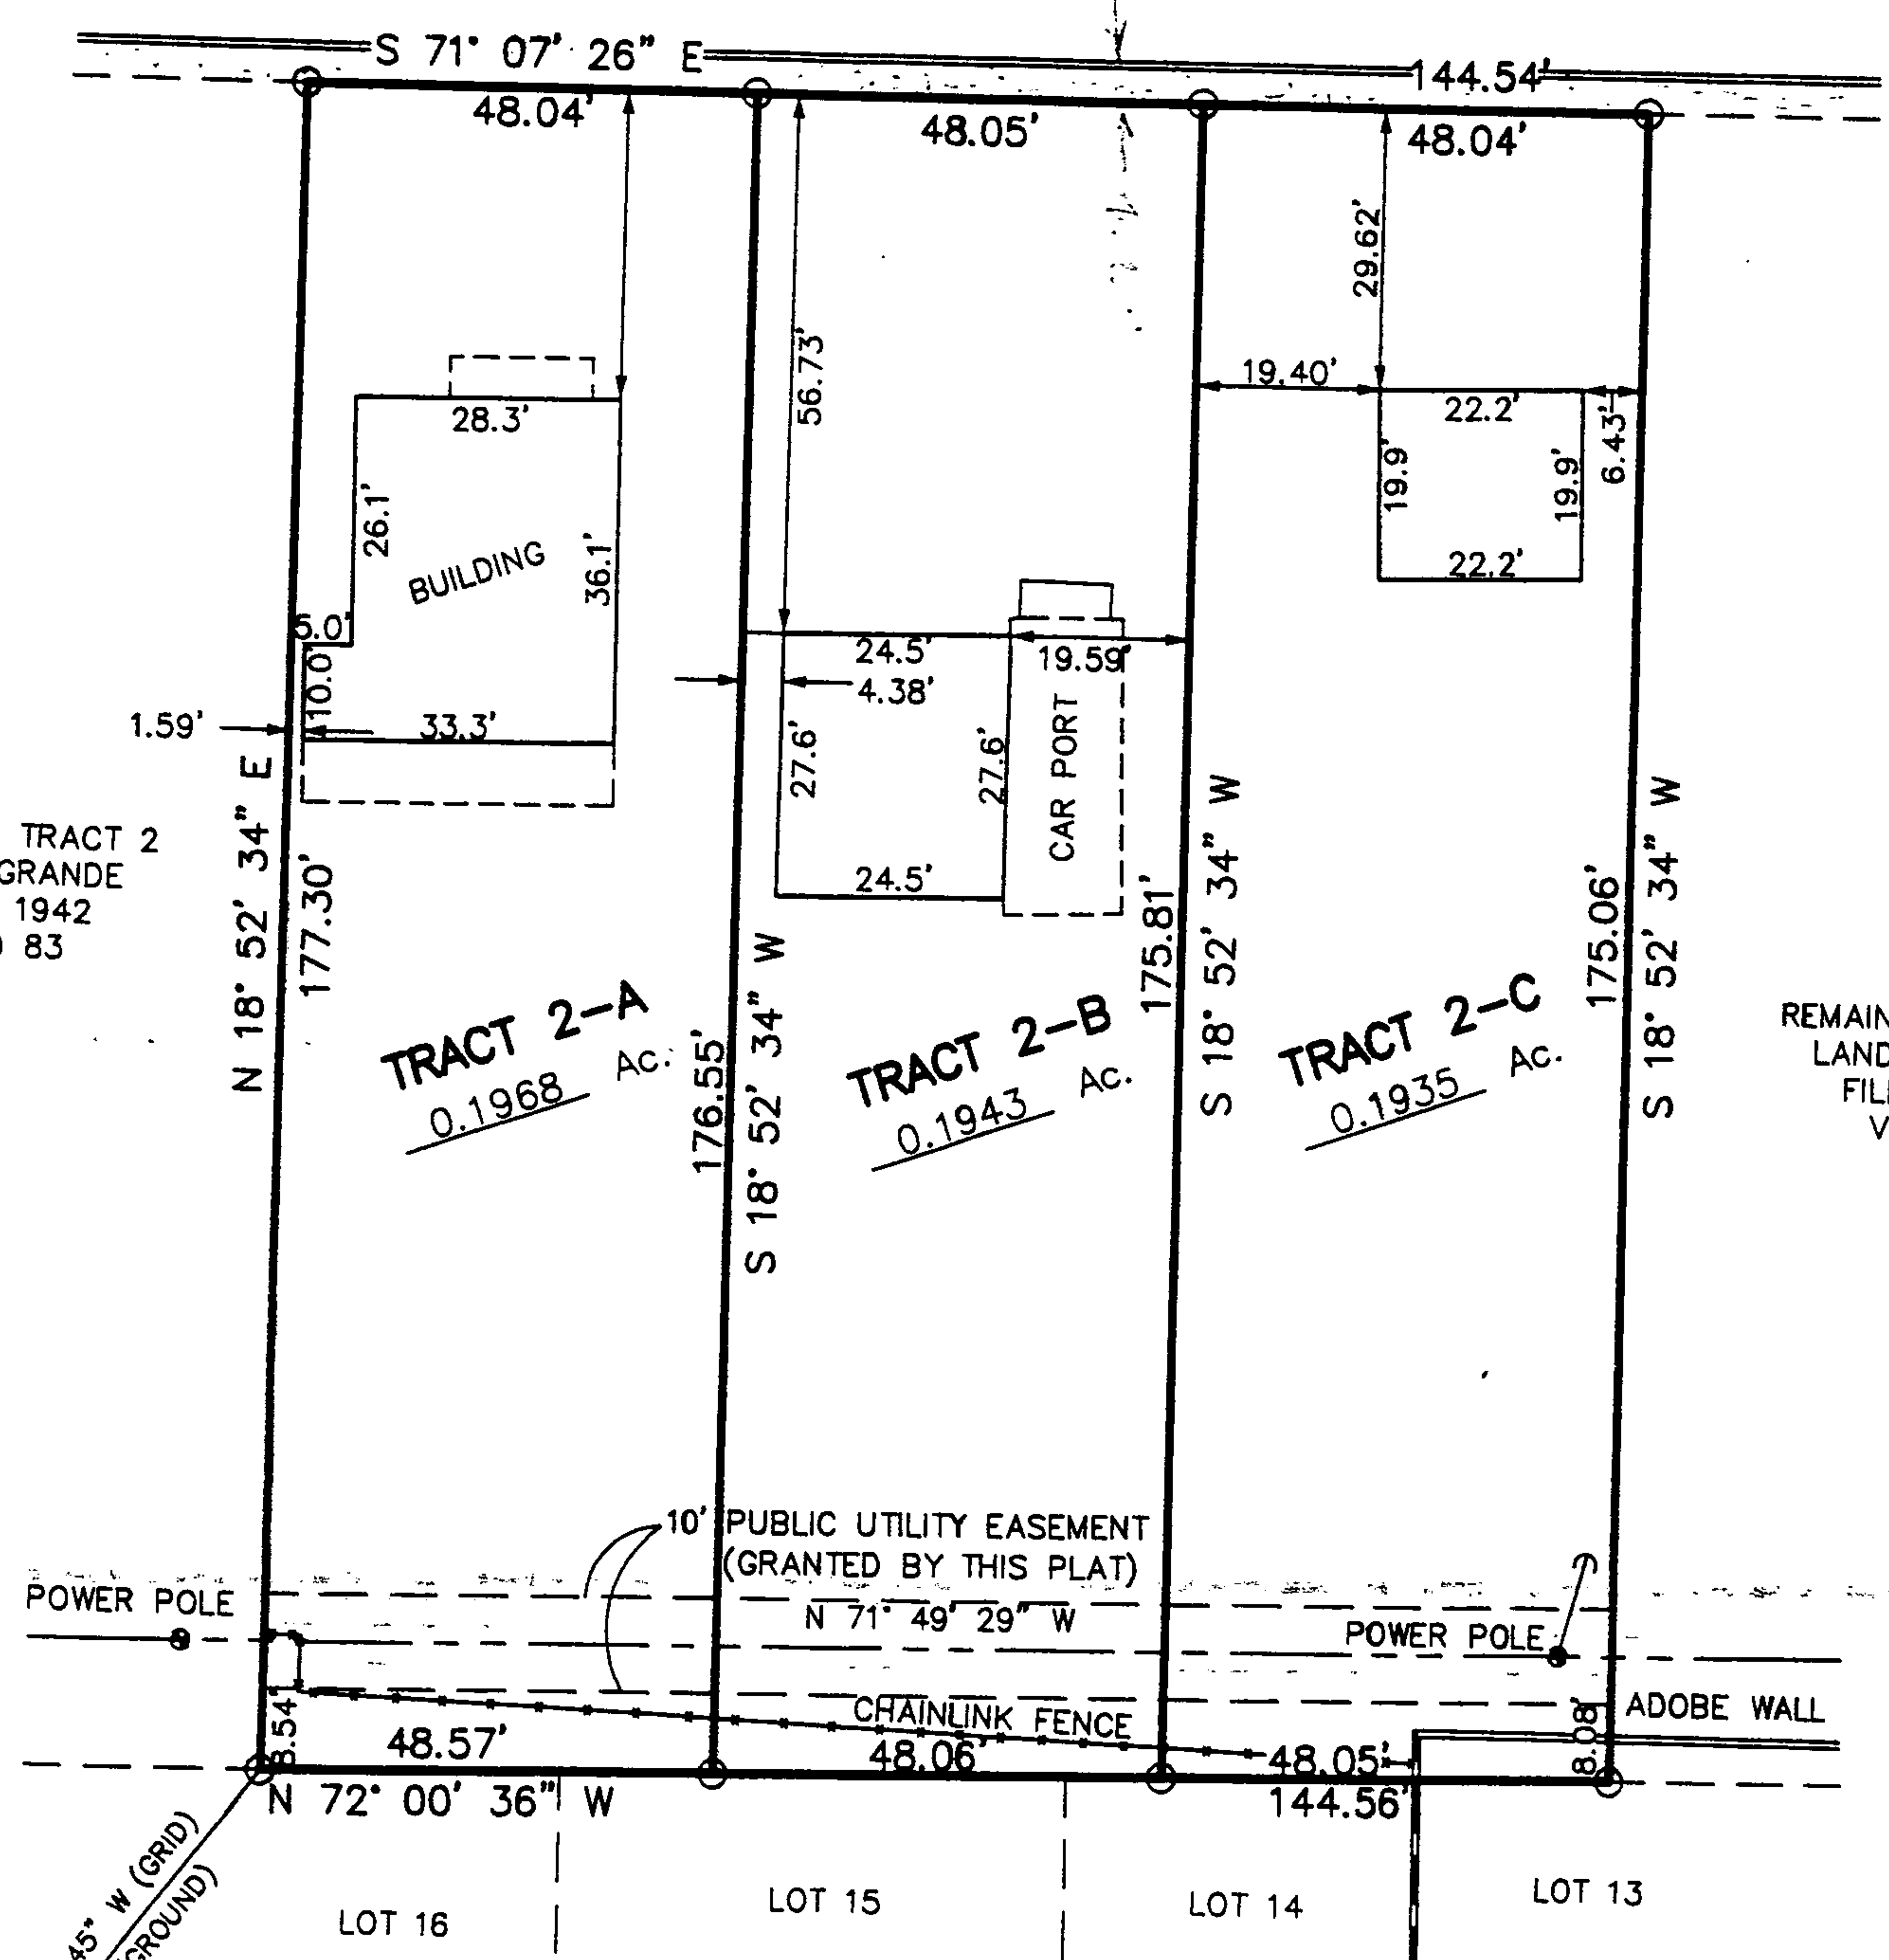 S 71° 07' 26" E
144.54'
48.04'
48.05'
48.04'
29.62'
56.73'
19.40'
22.2'
6.43'
19.9'
19.9'
22.2'
28.3'
26.1'
BUILDING
36.1'
5.0'
10.0'
1.59'
33.3'
24.5'
19.59'
4.38'
27.6'
27.6'
CAR PORT
24.5'
TRACT 2
GRANDE
1942
83
N 18° 52' 34" E
177.30'
176.55'
S 18° 52' 34" W
175.81'
S 18° 52' 34" W
175.06'
S 18° 52' 34" W
TRACT 2-A
0.1968 Ac.
TRACT 2-B
0.1943 Ac.
TRACT 2-C
0.1935 Ac.
REMAIN
LAND
FIL
V
10' PUBLIC UTILITY EASEMENT
(GRANTED BY THIS PLAT)
N 71° 49' 29" W
POWER POLE
POWER POLE
CHAINLINK FENCE
ADOBE WALL
8.54'
8.08'
48.57'
48.06'
48.05'
N 72° 00' 36" W
144.56'
45" W (GRID)
GROUND)
LOT 16
LOT 15
LOT 14
LOT 13